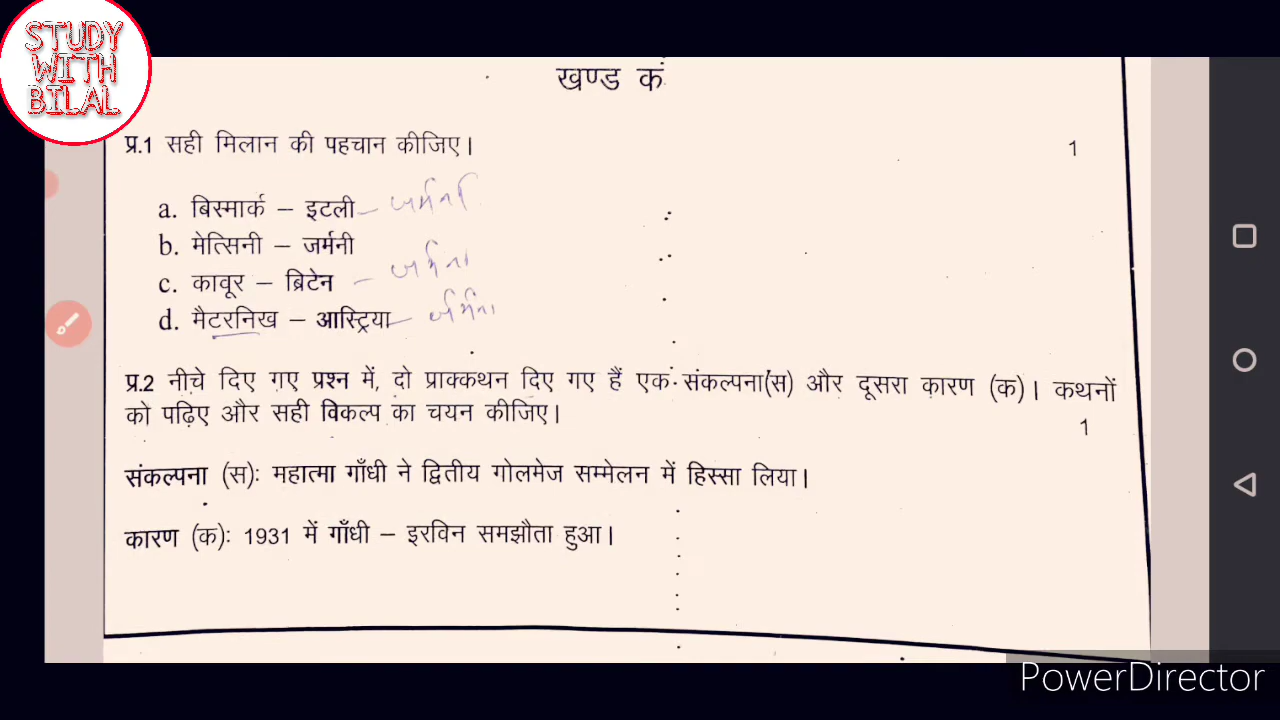 STUDY
WITH
BILAL
खण्ड क
प्र.1 सही मिलान की पहचान कीजिए। 1
a. बिस्मार्क – इटली – जर्मनी
b. मेत्सिनी – जर्मनी
c. कावूर – ब्रिटेन – जर्मनी
d. मैटरनिख – आस्ट्रिया – जर्मनी
प्र.2 नीचे दिए गए प्रश्न में, दो प्राक्कथन दिए गए हैं एक संकल्पना(स) और दूसरा कारण (क)। कथनों
को पढ़िए और सही विकल्प का चयन कीजिए। 1
संकल्पना (स): महात्मा गाँधी ने द्वितीय गोलमेज सम्मेलन में हिस्सा लिया।
कारण (क): 1931 में गाँधी – इरविन समझौता हुआ।
PowerDirector